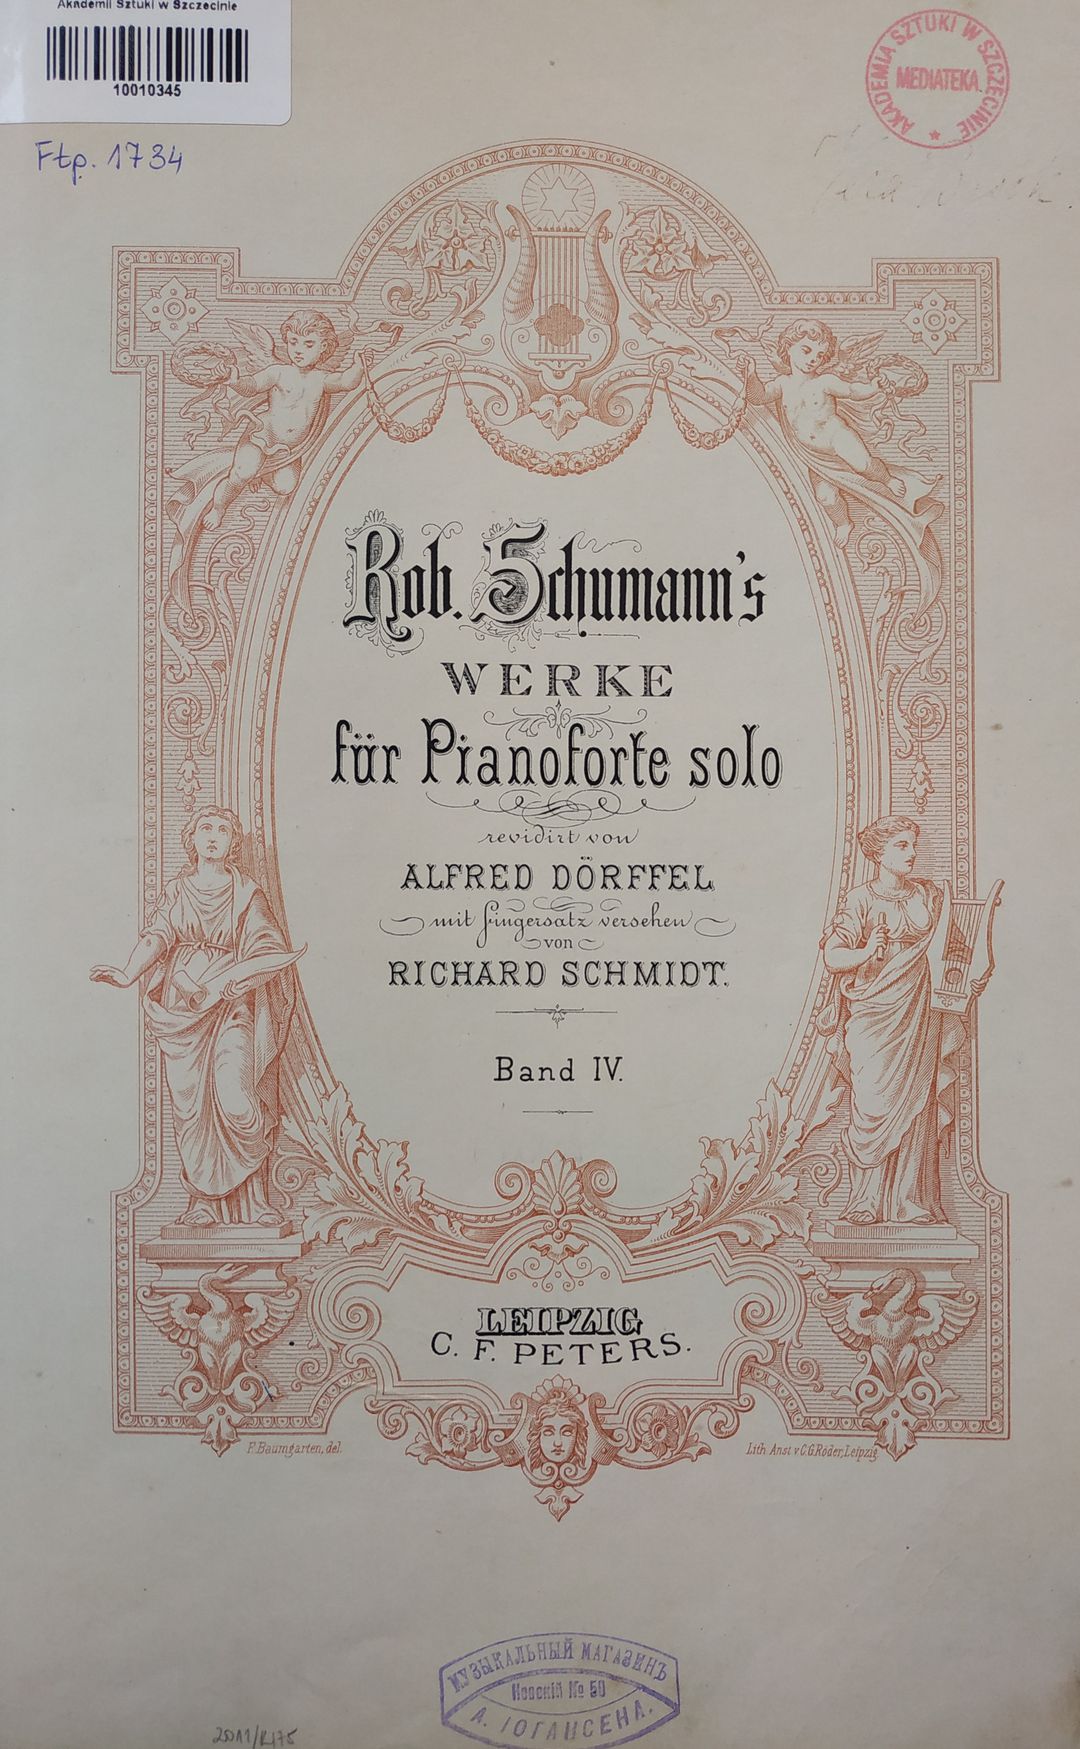 Akademii Sztuki w Szczecinie
10010345
AKADEMIA SZTUKI W SZCZECINIE
MEDIATEKA
Ftp. 1734
Rob. Schumann's
WERKE
für Pianoforte solo
revidirt von
ALFRED DÖRFFEL
mit Fingersatz versehen
von
RICHARD SCHMIDT.
Band IV.
LEIPZIG
C. F. PETERS.
F. Baumgarten, del.
Lith. Anst v. C.G. Röder, Leipzig.
МУЗЫКАЛЬНЫЙ МАГАЗИНЪ
Невскій № 50
А. ІОГАНСЕНА.